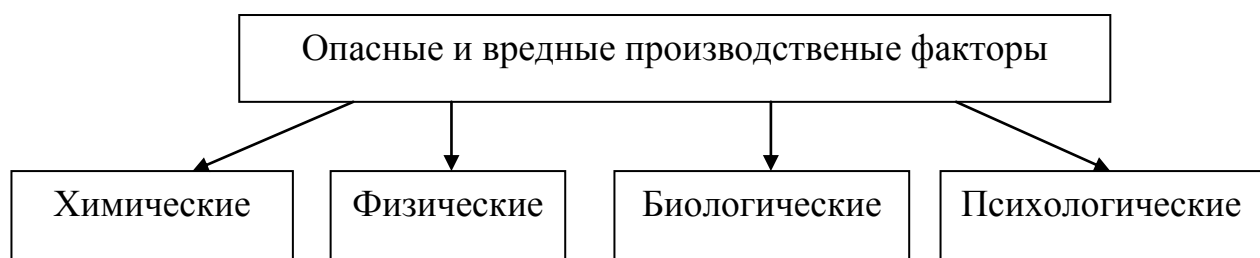 Опасные и вредные производственые факторы
Химические
Физические
Биологические
Психологические